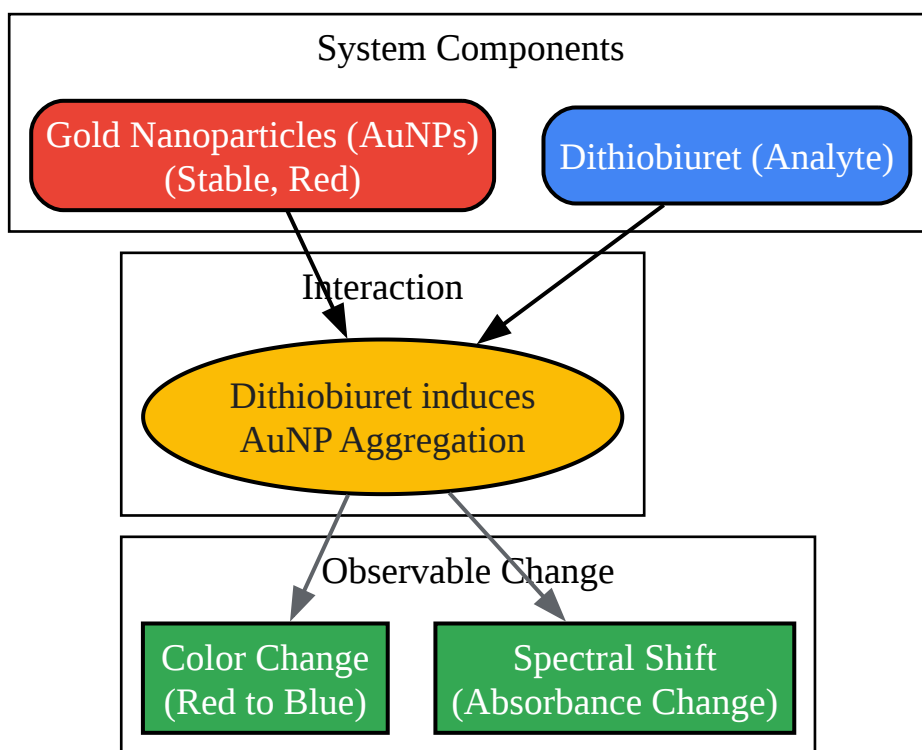 System Components
Gold Nanoparticles (AuNPs)
(Stable, Red)
Dithiobiuret (Analyte)
Interaction
Dithiobiuret induces
AuNP Aggregation
Observable Change
Color Change
(Red to Blue)
Spectral Shift
(Absorbance Change)